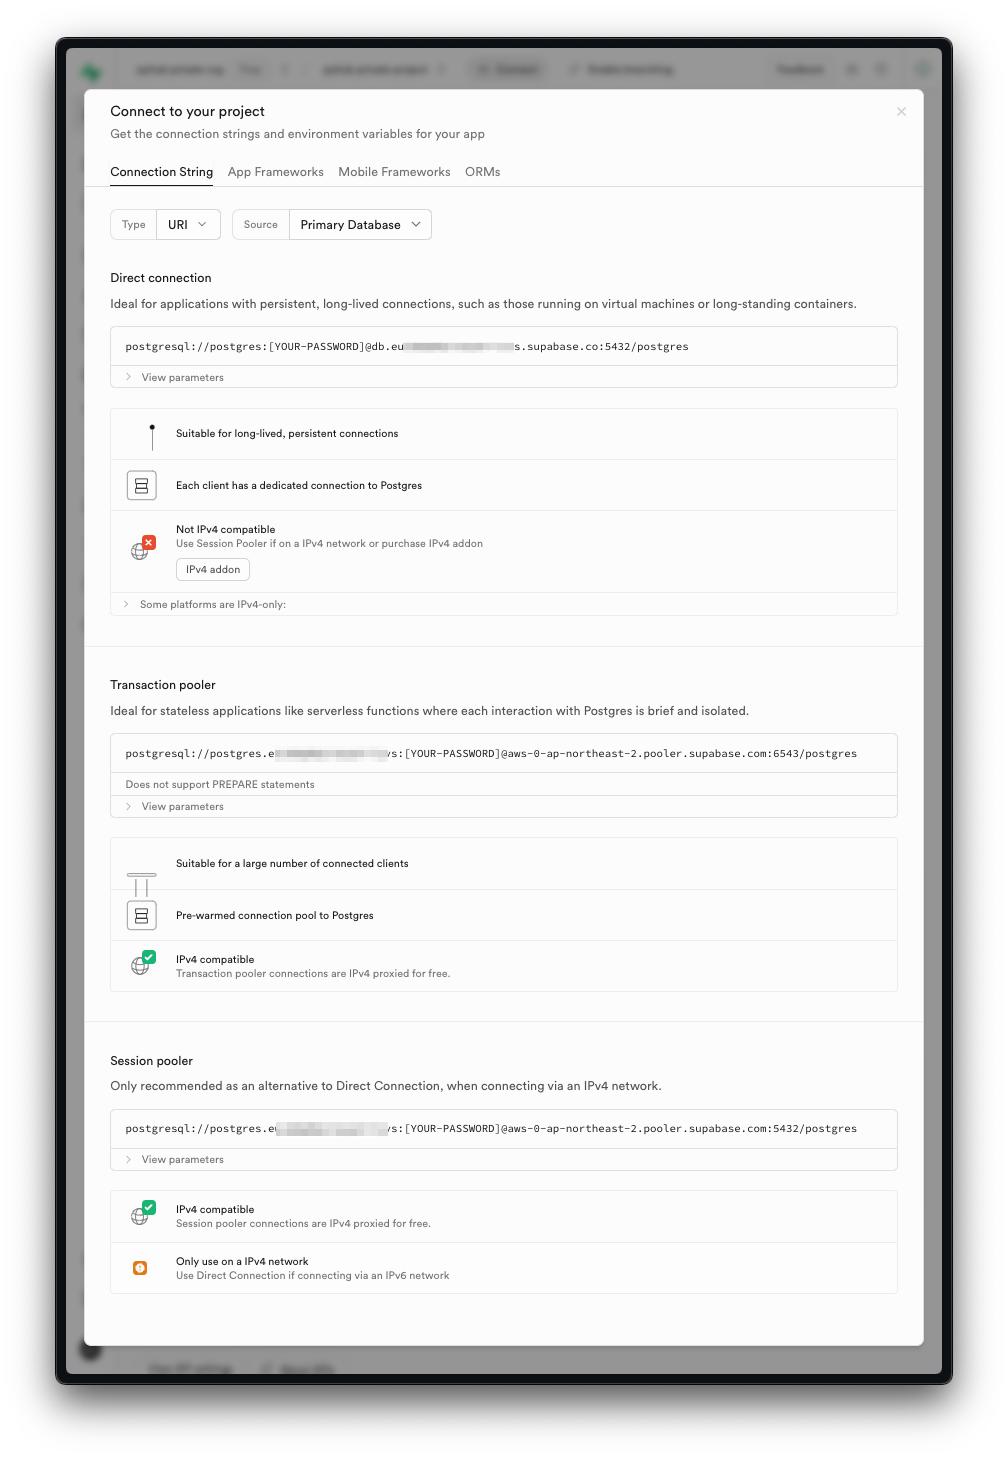 Feedback
Connect to your project
Get the connection strings and environment variables for your app
Connection String App Frameworks Mobile Frameworks ORMs
Type URI Source Primary Database
Direct connection
Ideal for applications with persistent, long-lived connections, such as those running on virtual machines or long-standing containers.
postgresql://postgres:[YOUR-PASSWORD]@db.eu s.supabase.co:5432/postgres
View parameters
Suitable for long-lived, persistent connections
Each client has a dedicated connection to Postgres
Not IPv4 compatible
Use Session Pooler if on a IPv4 network or purchase IPv4 addon
IPv4 addon
Some platforms are IPv4-only:
Transaction pooler
Ideal for stateless applications like serverless functions where each interaction with Postgres is brief and isolated.
postgresql://postgres.e s:[YOUR-PASSWORD]@aws-0-ap-northeast-2.pooler.supabase.com:6543/postgres
Does not support PREPARE statements
View parameters
Suitable for a large number of connected clients
Pre-warmed connection pool to Postgres
IPv4 compatible
Transaction pooler connections are IPv4 proxied for free.
Session pooler
Only recommended as an alternative to Direct Connection, when connecting via an IPv4 network.
postgresql://postgres.e s:[YOUR-PASSWORD]@aws-0-ap-northeast-2.pooler.supabase.com:5432/postgres
View parameters
IPv4 compatible
Session pooler connections are IPv4 proxied for free.
Only use on a IPv4 network
Use Direct Connection if connecting via an IPv6 network